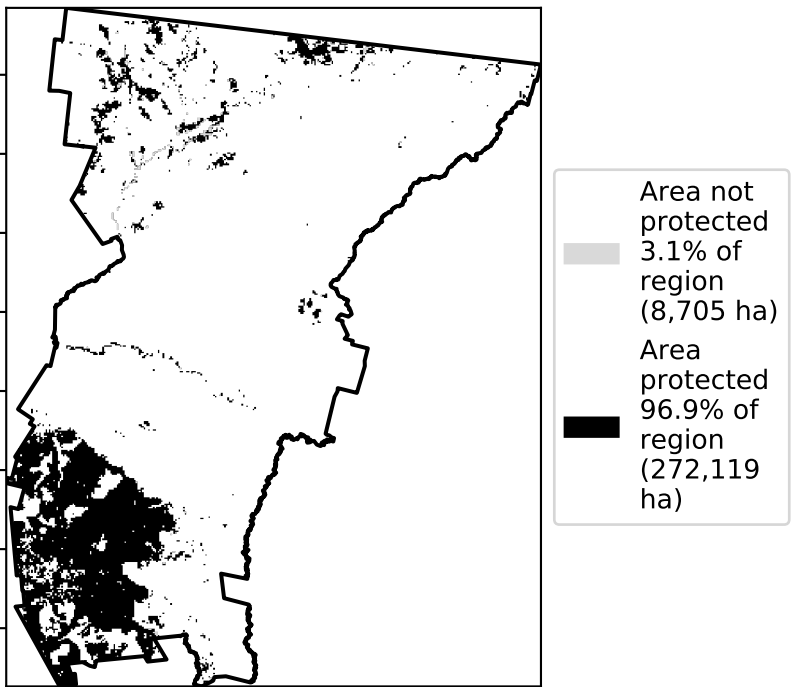 Area not
protected
3.1% of
region
(8,705 ha)
Area
protected
96.9% of
region
(272,119
ha)